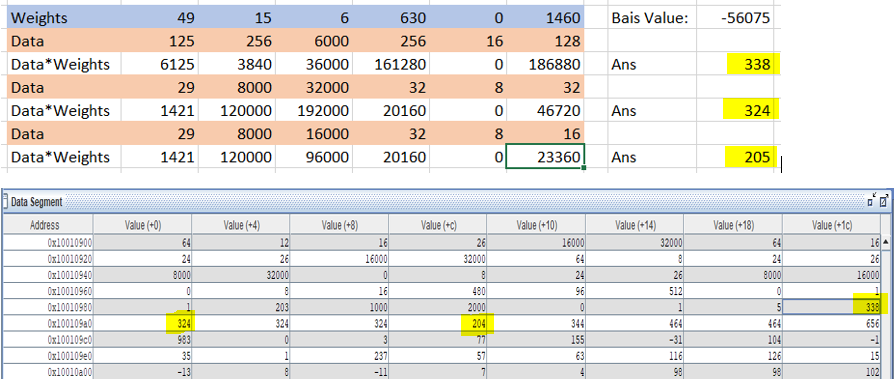 Weights 49 15 6 630 0 1460 Bais Value: -56075
Data 125 256 6000 256 16 128
Data*Weights 6125 3840 36000 161280 0 186880 Ans 338
Data 29 8000 32000 32 8 32
Data*Weights 1421 120000 192000 20160 0 46720 Ans 324
Data 29 8000 16000 32 8 16
Data*Weights 1421 120000 96000 20160 0 23360 Ans 205
Data Segment
Address Value (+0) Value (+4) Value (+8) Value (+c) Value (+10) Value (+14) Value (+18) Value (+1c)
0x10010900 64 12 16 26 16000 32000 64 16
0x10010920 24 26 16000 32000 64 8 24 26
0x10010940 8000 32000 0 8 24 26 8000 16000
0x10010960 0 8 16 480 96 512 0 1
0x10010980 1 203 1000 2000 0 1 5 338
0x100109a0 324 324 324 204 344 464 464 656
0x100109c0 983 0 3 77 155 -31 104 -1
0x100109e0 35 1 237 57 63 116 126 15
0x10010a00 -13 8 -11 7 4 98 98 102